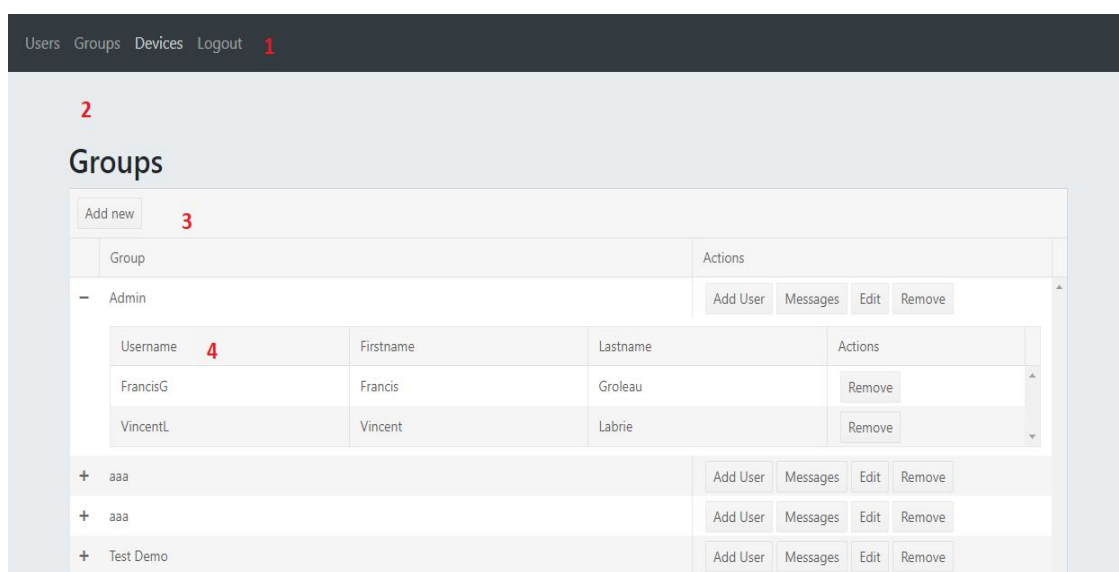 Users Groups Devices Logout 1
2
Groups
Add new 3
Group Actions
− Admin Add User Messages Edit Remove
Username 4 Firstname Lastname Actions
FrancisG Francis Groleau Remove
VincentL Vincent Labrie Remove
+ aaa Add User Messages Edit Remove
+ aaa Add User Messages Edit Remove
+ Test Demo Add User Messages Edit Remove